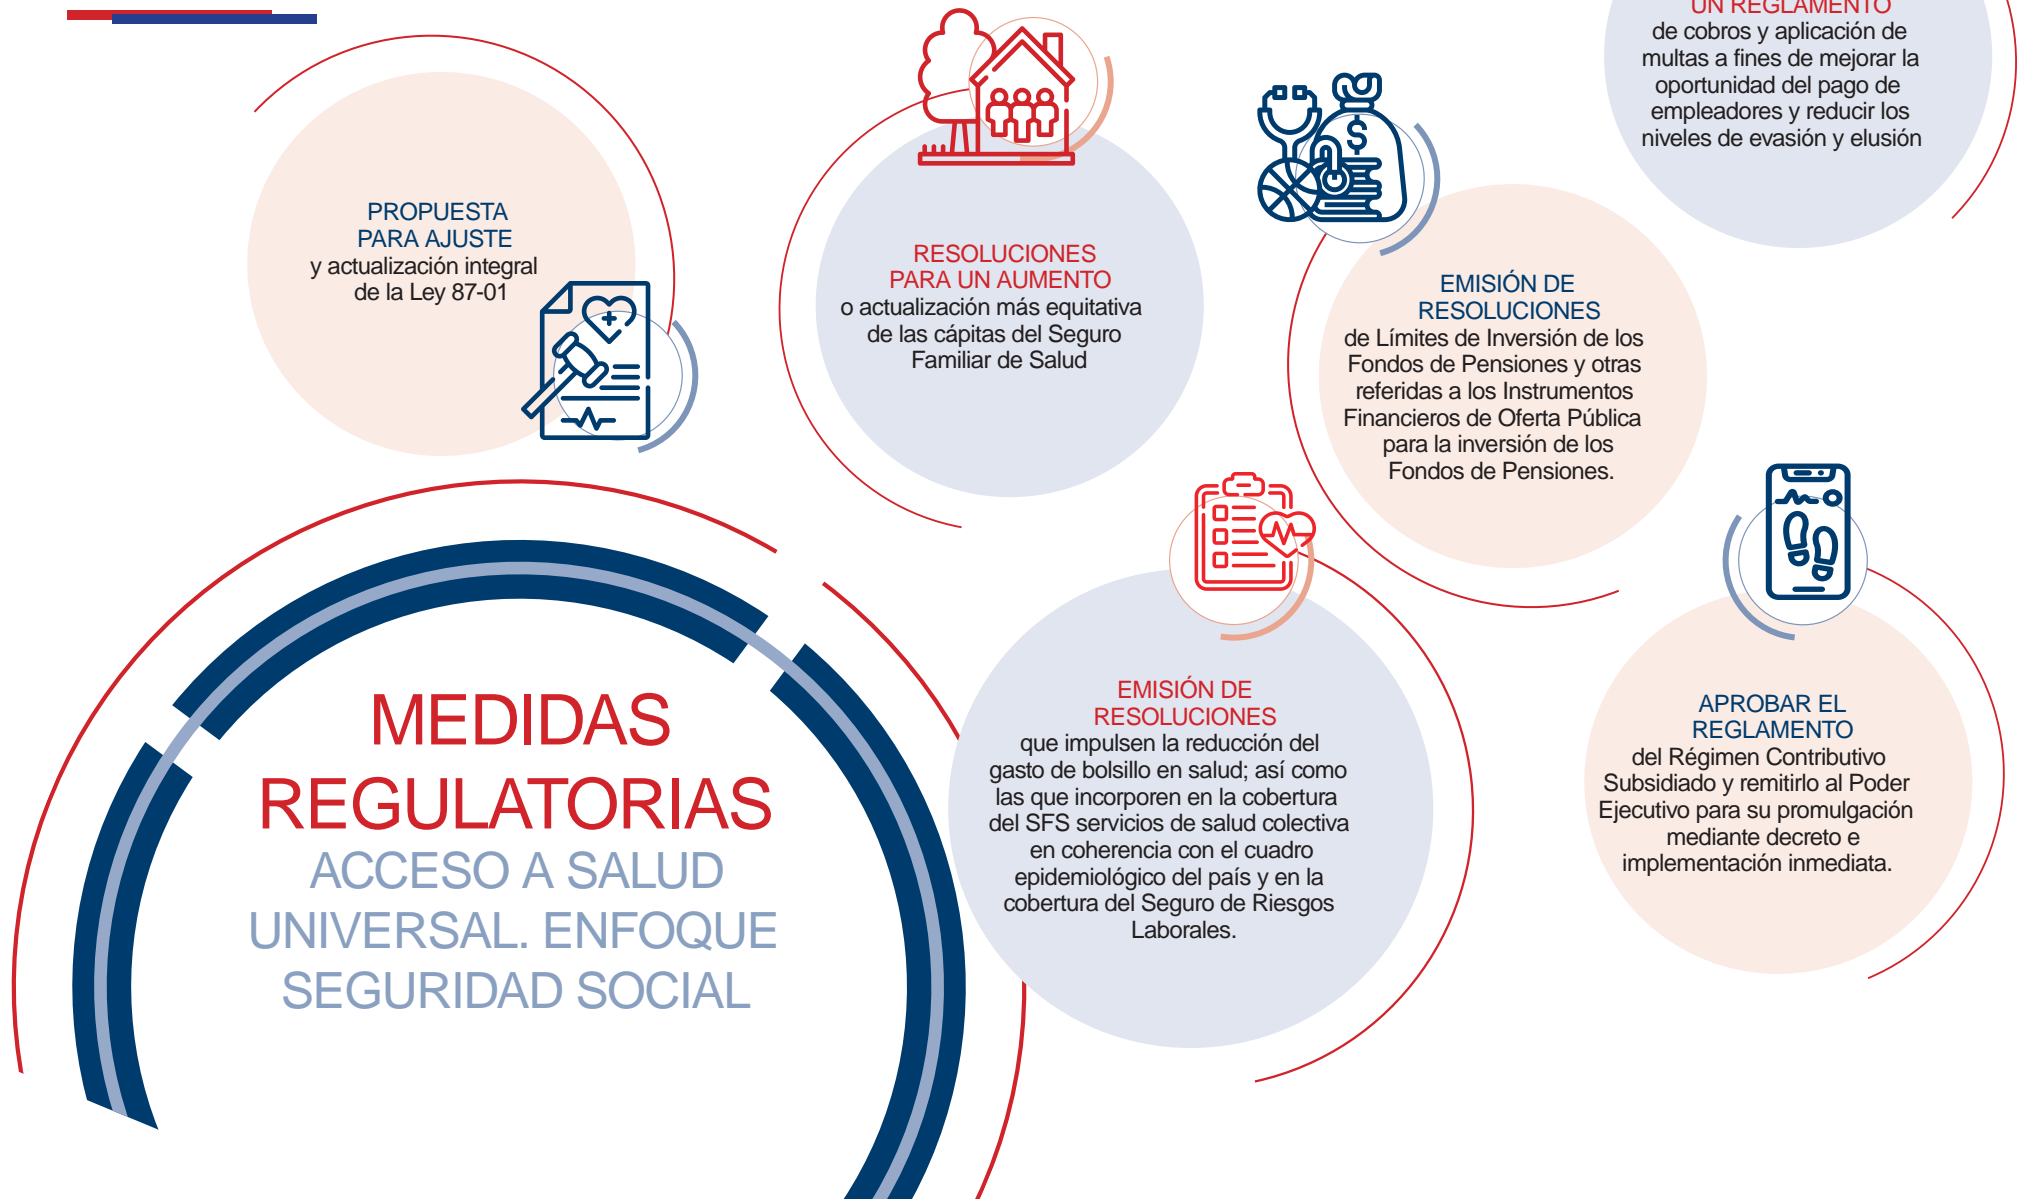 PROPUESTA
PARA AJUSTE
y actualización integral
de la Ley 87-01
RESOLUCIONES
PARA UN AUMENTO
o actualización más equitativa
de las cápitas del Seguro
Familiar de Salud
$
EMISIÓN DE
RESOLUCIONES
de Límites de Inversión de los
Fondos de Pensiones y otras
referidas a los Instrumentos
Financieros de Oferta Pública
para la inversión de los
Fondos de Pensiones.
UN REGLAMENTO
de cobros y aplicación de
multas a fines de mejorar la
oportunidad del pago de
empleadores y reducir los
niveles de evasión y elusión
MEDIDAS
REGULATORIAS
ACCESO A SALUD
UNIVERSAL. ENFOQUE
SEGURIDAD SOCIAL
EMISIÓN DE
RESOLUCIONES
que impulsen la reducción del
gasto de bolsillo en salud; así como
las que incorporen en la cobertura
del SFS servicios de salud colectiva
en coherencia con el cuadro
epidemiológico del país y en la
cobertura del Seguro de Riesgos
Laborales.
APROBAR EL
REGLAMENTO
del Régimen Contributivo
Subsidiado y remitirlo al Poder
Ejecutivo para su promulgación
mediante decreto e
implementación inmediata.